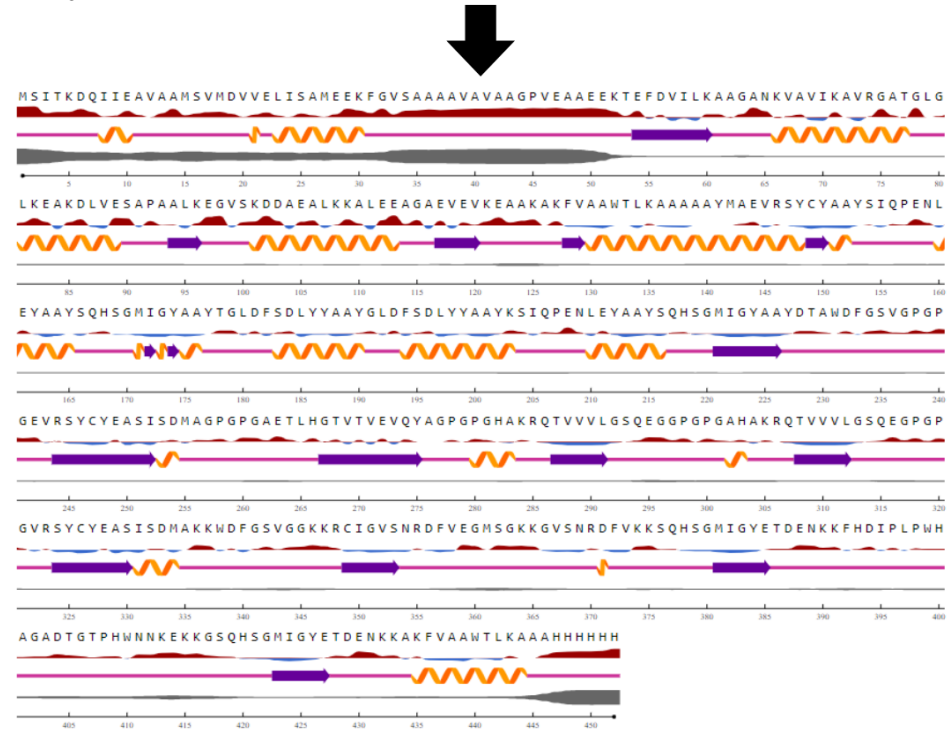 MSITKDQIIEAVAAMSVMDVVELISAMEEKFGVSAAAAVAVAAGPVEAAEEKTEFDVILKAAGANKVAVIKAVRGATGLG
5 10 15 20 25 30 35 40 45 50 55 60 65 70 75 80
LKEAKDLVESAPAALKEGVSKDDAEALKKALEEAGAEVEVKEAAKAKFVAAWTLKAAAAAYMAEVRSYCYAAYSIQPENL
85 90 95 100 105 110 115 120 125 130 135 140 145 150 155 160
EYAAYSQHSGMIGYAAYTGLDFSDLYYAAYGLDFSDLYYAAYKSIQPENLEYAAYSQHSGMIGYAAYDTAWDFGSVGPGP
165 170 175 180 185 190 195 200 205 210 215 220 225 230 235 240
GEVRSYCYEASISDMAGPGPGAETLHGTVTVEVQYAGPGPGHAKRQTVVVLGSQEGGPGPGAHAKRQTVVVLGSQEGPGP
245 250 255 260 265 270 275 280 285 290 295 300 305 310 315 320
GVRSYCYEASISDMAKKWDFGSVGGKKRCIGVSNRDFVEGMSGKKGVSNRDFVKKSQHSGMIGYETDENKKFHDIPLPWH
325 330 335 340 345 350 355 360 365 370 375 380 385 390 395 400
AGADTGTPHWNNKEKKGSQHSGMIGYETDENKKAKFVAAWTLKAAAHHHHHH
405 410 415 420 425 430 435 440 445 450